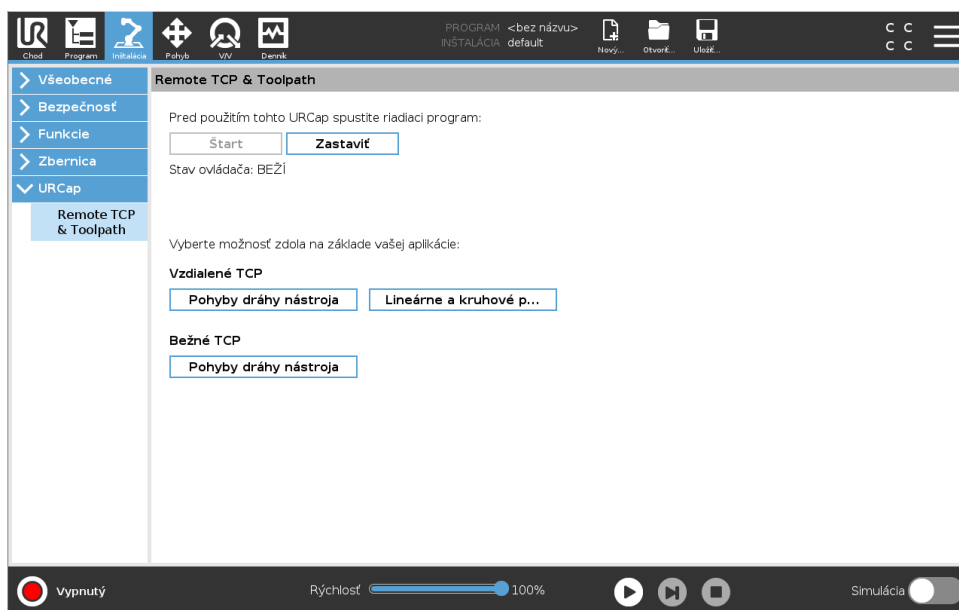 PROGRAM <bez názvu>
INŠTALÁCIA default
Chod Program Inštalácia Pohyb V/V Denník Nový... Otvoriť... Uložiť...
C C
C C
Všeobecné
Bezpečnosť
Funkcie
Zbernica
URCap
Remote TCP
& Toolpath
Remote TCP & Toolpath
Pred použitím tohto URCap spustite riadiaci program:
Štart Zastaviť
Stav ovládača: BEŽÍ
Vyberte možnosť zdola na základe vašej aplikácie:
Vzdialené TCP
Pohyby dráhy nástroja Lineárne a kruhové p...
Bežné TCP
Pohyby dráhy nástroja
Vypnutý Rýchlosť 100% Simulácia